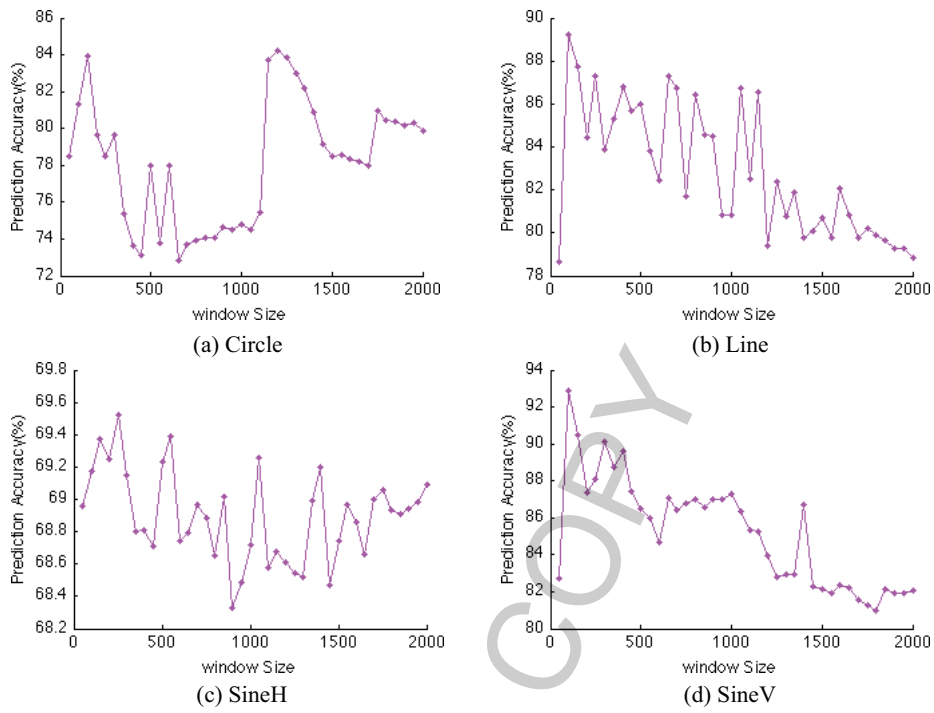 86
84
82
80
78
76
74
72
0 500 1000 1500 2000
Prediction Accuracy(%)
window Size
(a) Circle
90
88
86
84
82
80
78
0 500 1000 1500 2000
Prediction Accuracy(%)
window Size
(b) Line
69.8
69.6
69.4
69.2
69
68.8
68.6
68.4
68.2
0 500 1000 1500 2000
Prediction Accuracy(%)
window Size
(c) SineH
94
92
90
88
86
84
82
80
0 500 1000 1500 2000
Prediction Accuracy(%)
window Size
(d) SineV
COPY